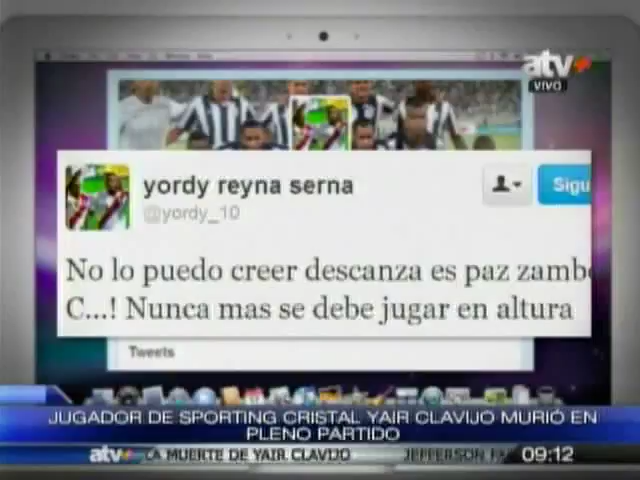 atv+
VIVO
yordy reyna serna
@yordy_10
Sigu
No lo puedo creer descanza es paz zambo
C...! Nunca mas se debe jugar en altura
Tweets
JUGADOR DE SPORTING CRISTAL YAIR CLAVIJO MURIÓ EN
PLENO PARTIDO
atv+ LA MUERTE DE YAIR CLAVIJO JEFFERSON 09:12